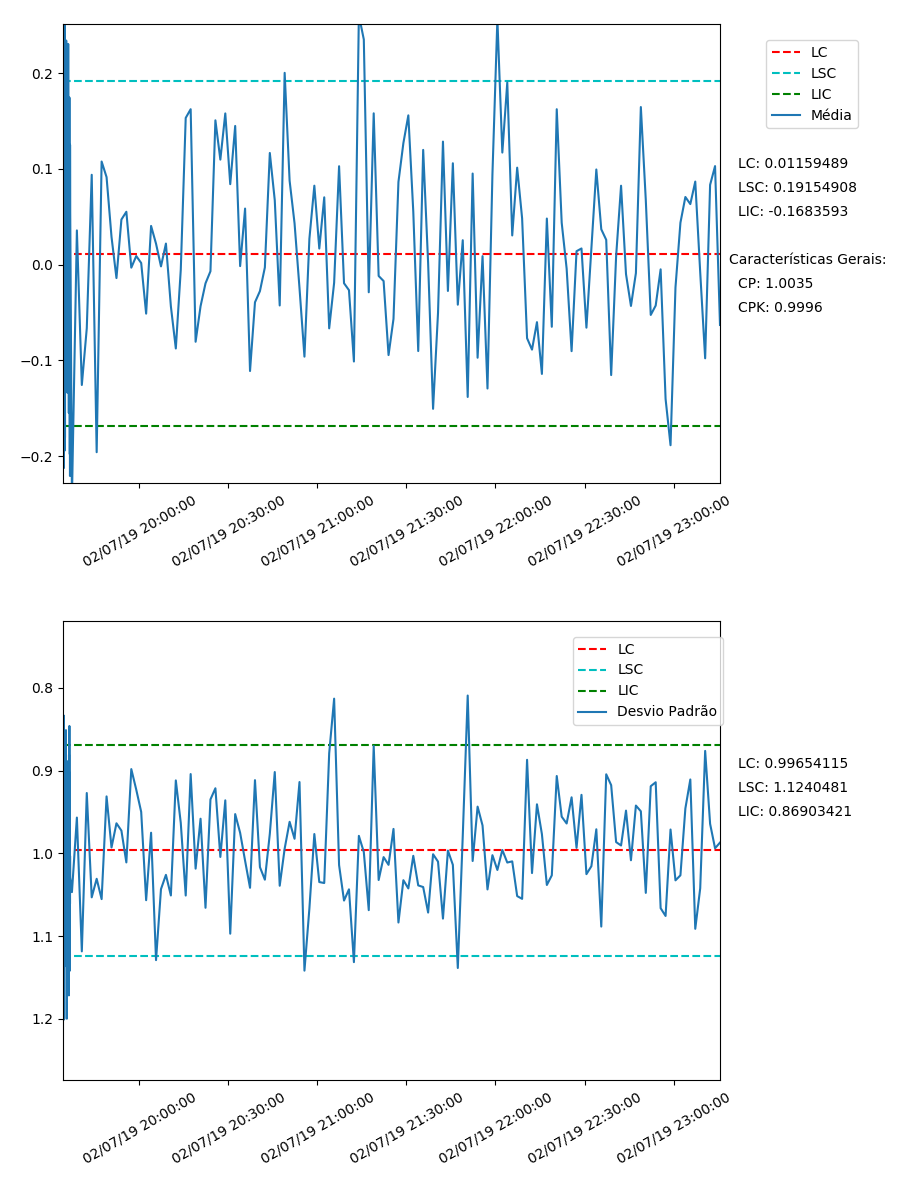 0.2
0.1
0.0
−0.1
−0.2
02/07/19 20:00:00
02/07/19 20:30:00
02/07/19 21:00:00
02/07/19 21:30:00
02/07/19 22:00:00
02/07/19 22:30:00
02/07/19 23:00:00
LC
LSC
LIC
Média
LC: 0.01159489
LSC: 0.19154908
LIC: -0.1683593
Características Gerais:
CP: 1.0035
CPK: 0.9996
0.8
0.9
1.0
1.1
1.2
02/07/19 20:00:00
02/07/19 20:30:00
02/07/19 21:00:00
02/07/19 21:30:00
02/07/19 22:00:00
02/07/19 22:30:00
02/07/19 23:00:00
LC
LSC
LIC
Desvio Padrão
LC: 0.99654115
LSC: 1.1240481
LIC: 0.86903421